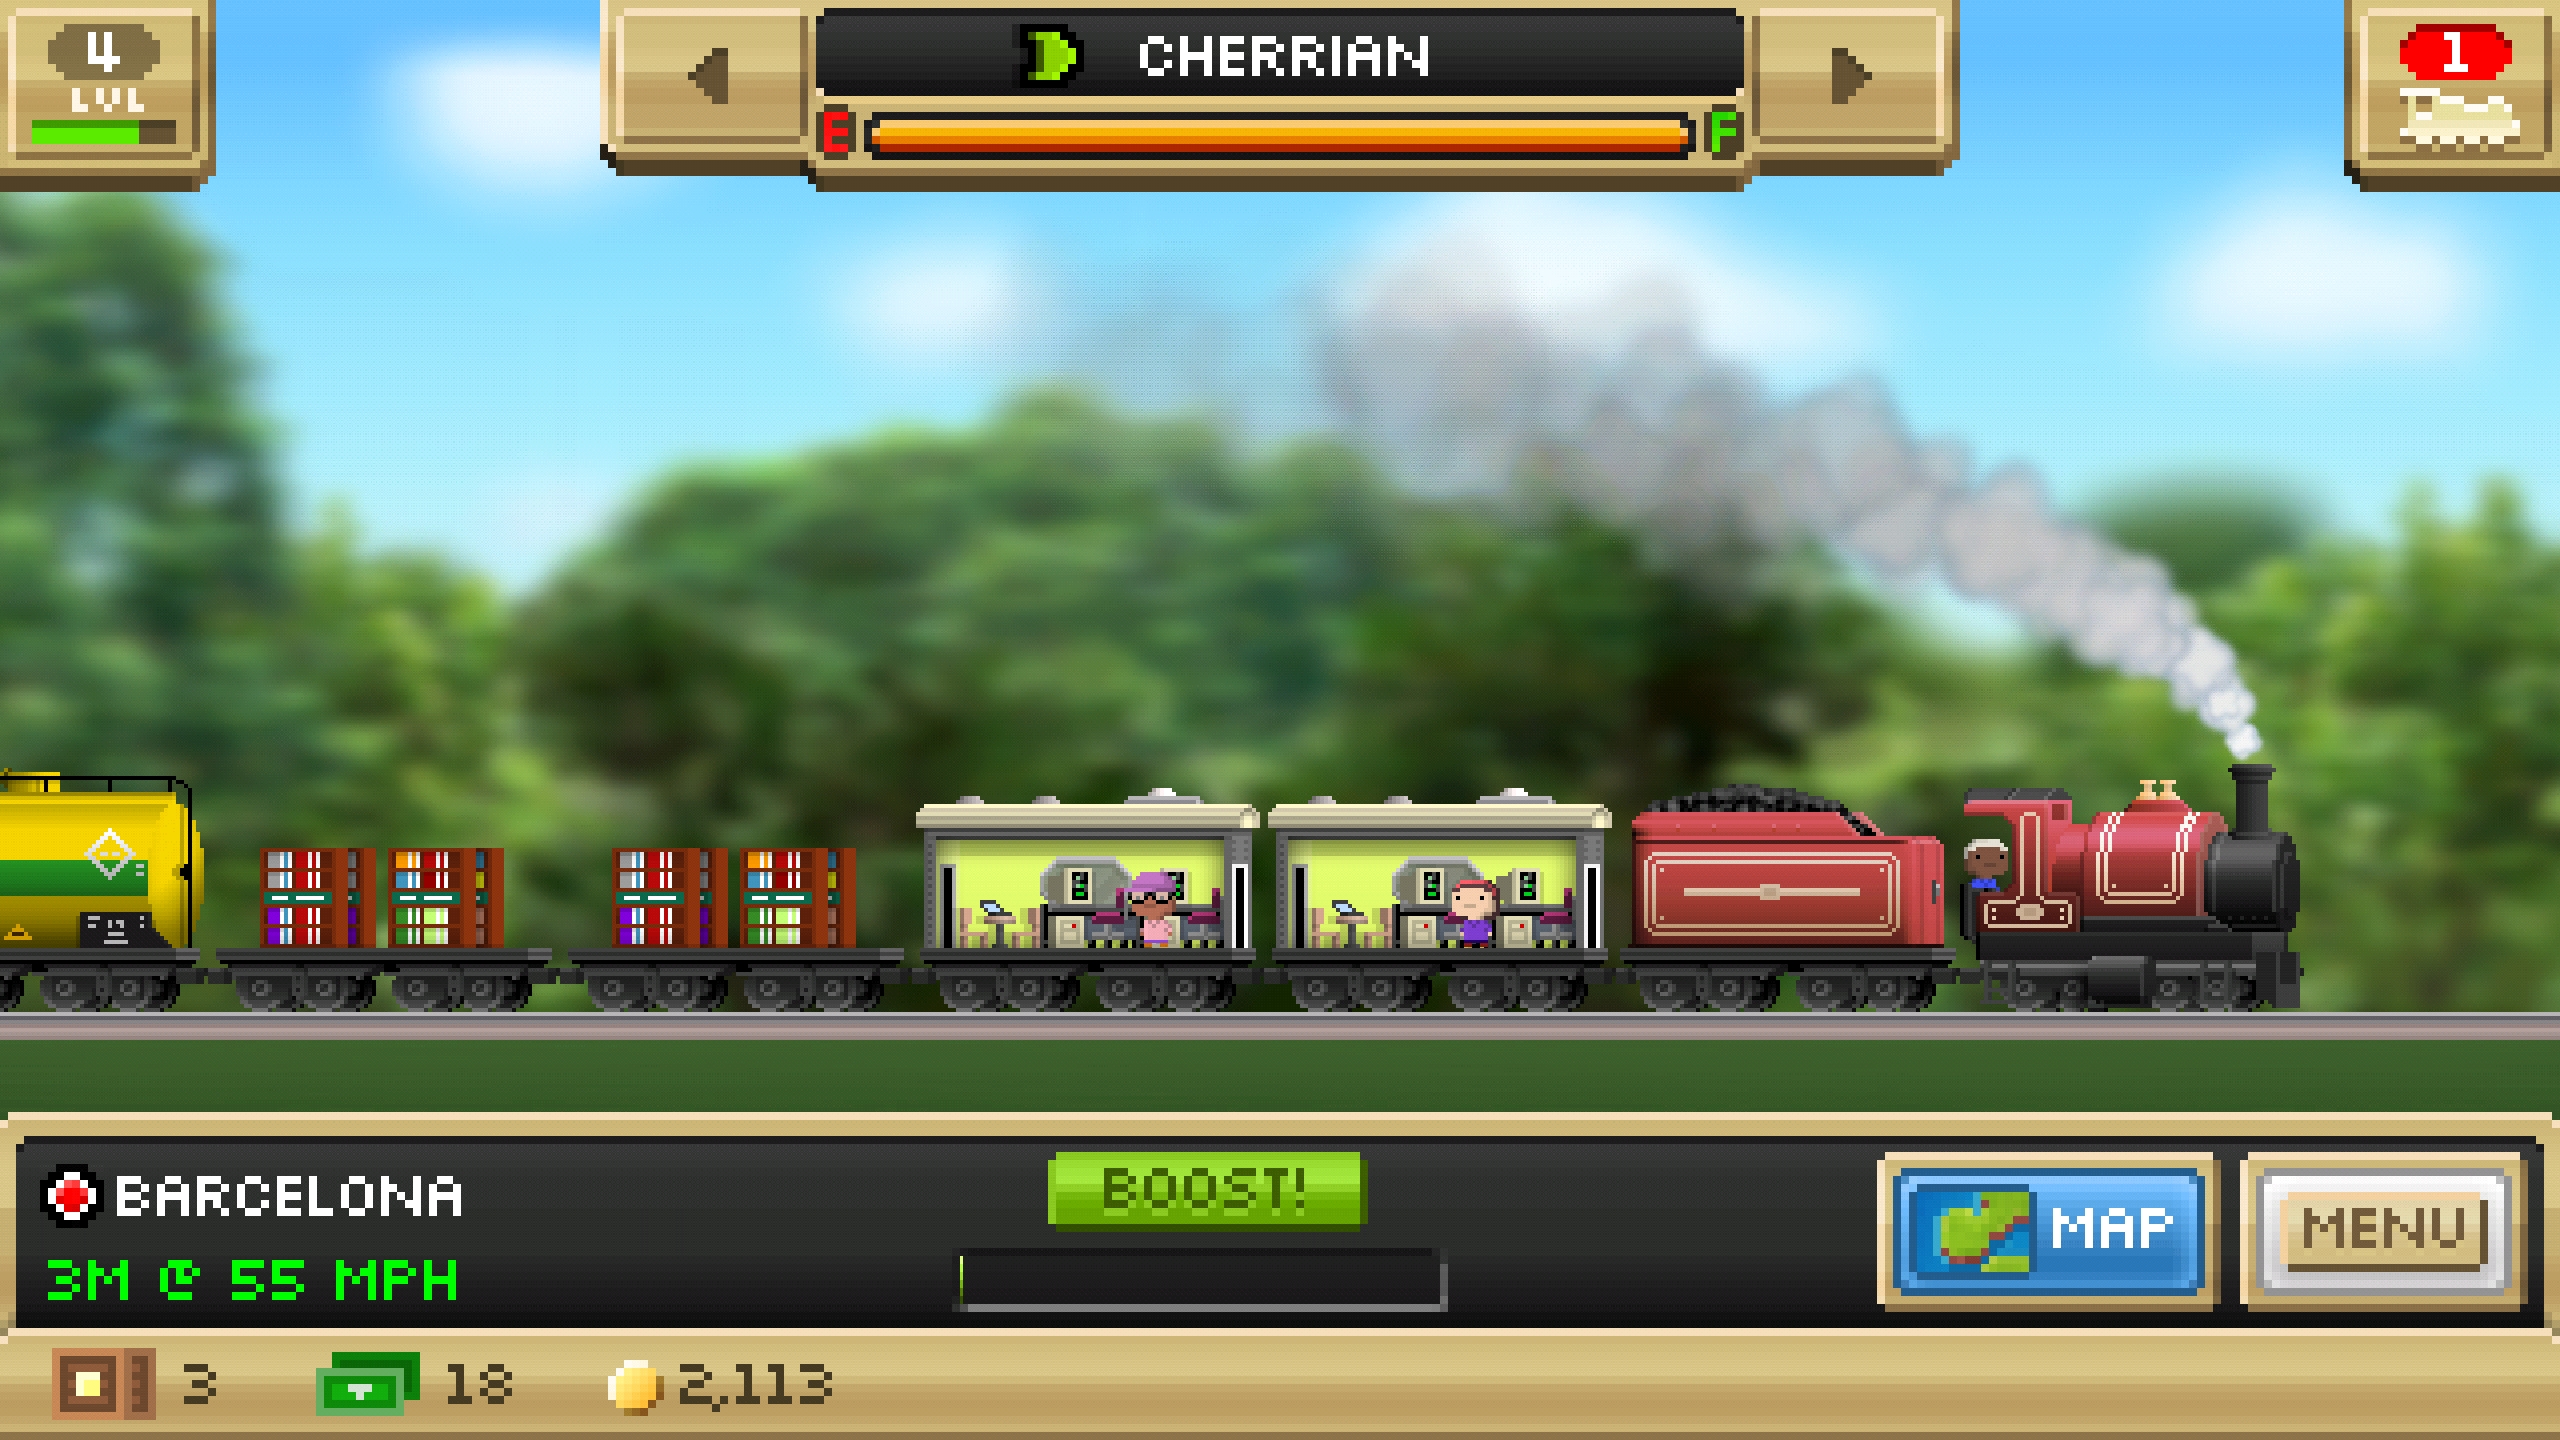 4
LVL
CHERRIAN
E F
1
BARCELONA
3M @ 55 MPH
BOOST!
MAP
MENU
3 18 2,113